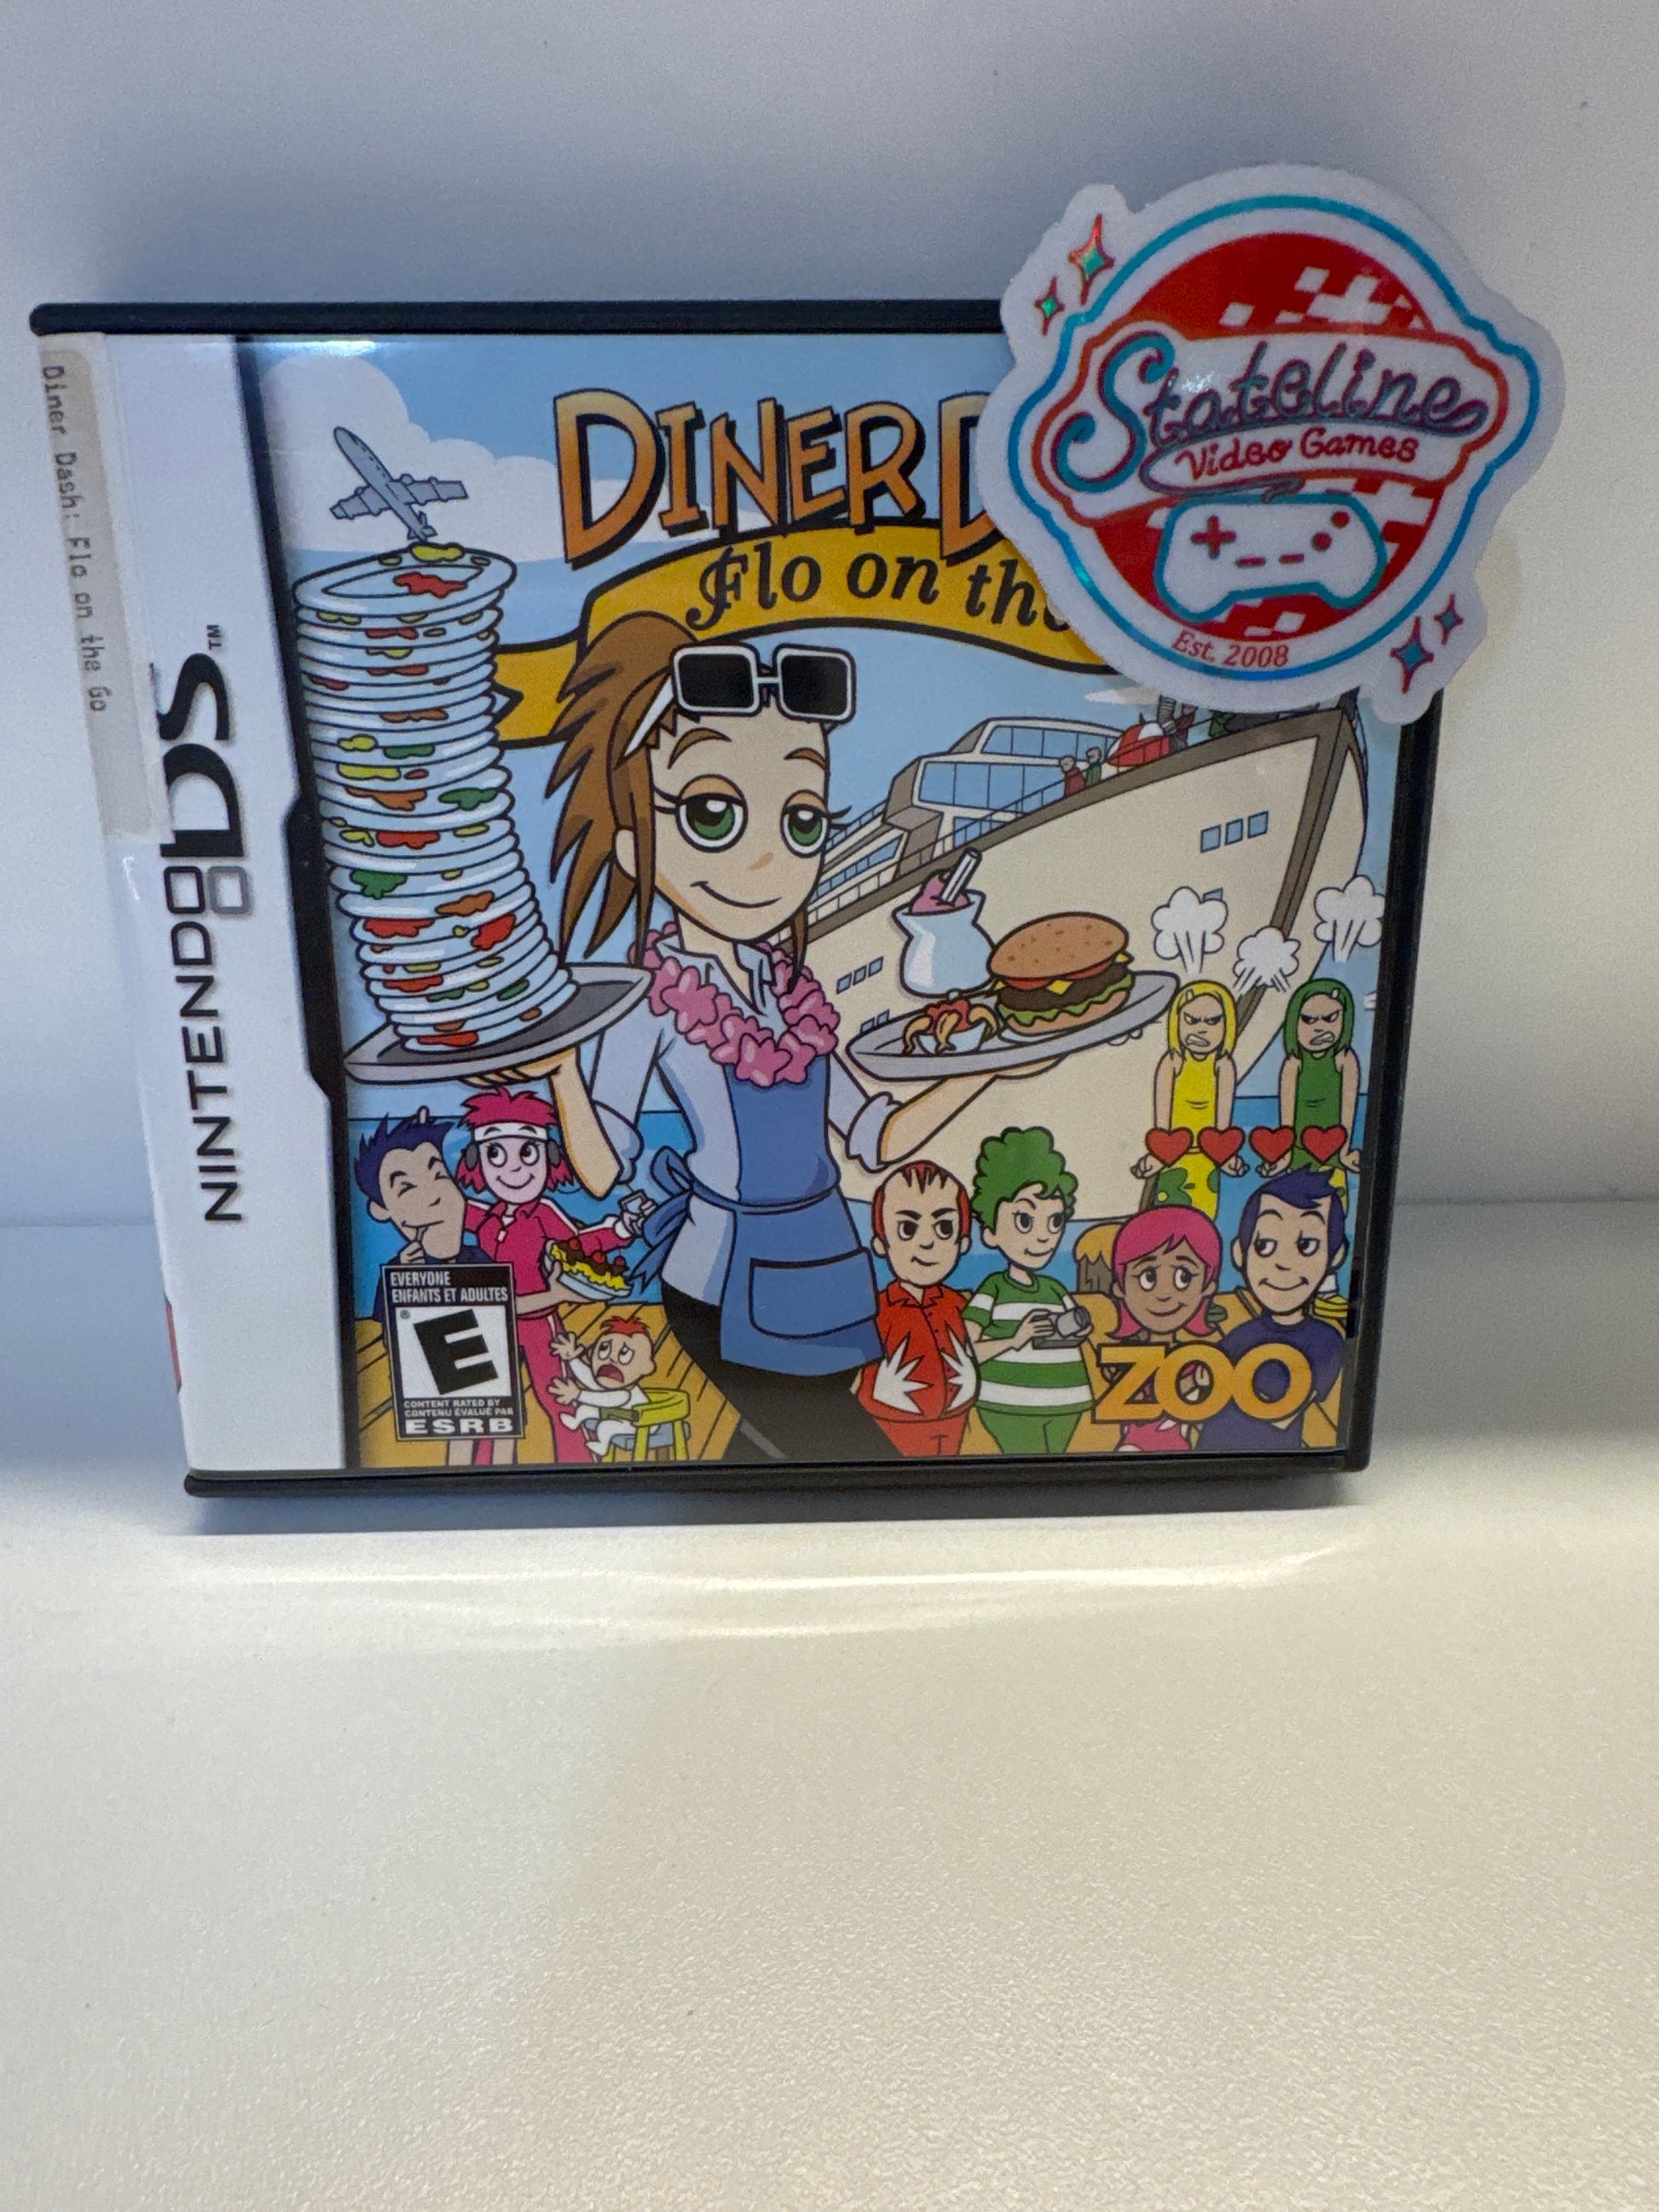 Diner Dash: Flo on the Go
NINTENDO DS™
DINER D
Flo on the
Stateline
Video Games
Est. 2008
EVERYONE
ENFANTS ET ADULTES
E
®
CONTENT RATED BY
CONTENU ÉVALUÉ PAR
ESRB
ZOO